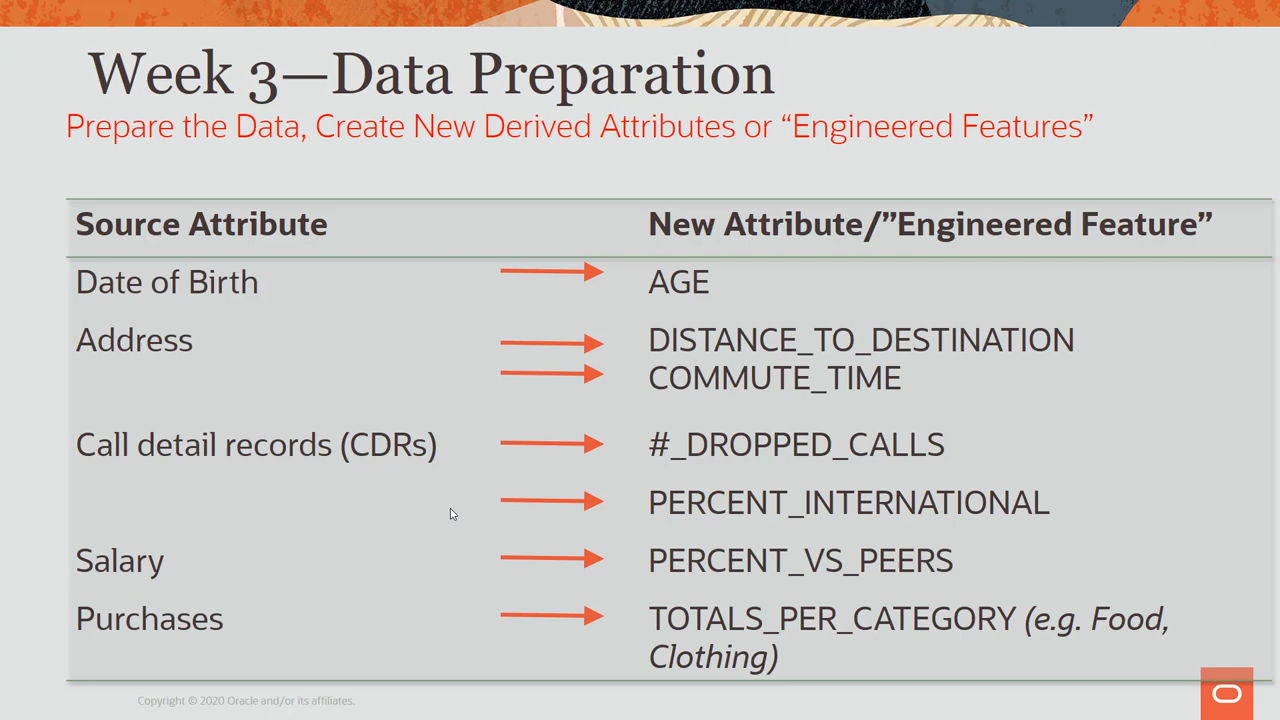 Week 3—Data Preparation
Prepare the Data, Create New Derived Attributes or “Engineered Features”
Source Attribute New Attribute/”Engineered Feature”
Date of Birth AGE
Address DISTANCE_TO_DESTINATION
COMMUTE_TIME
Call detail records (CDRs) #_DROPPED_CALLS
PERCENT_INTERNATIONAL
Salary PERCENT_VS_PEERS
Purchases TOTALS_PER_CATEGORY (e.g. Food,
Clothing)
Copyright © 2020 Oracle and/or its affiliates.